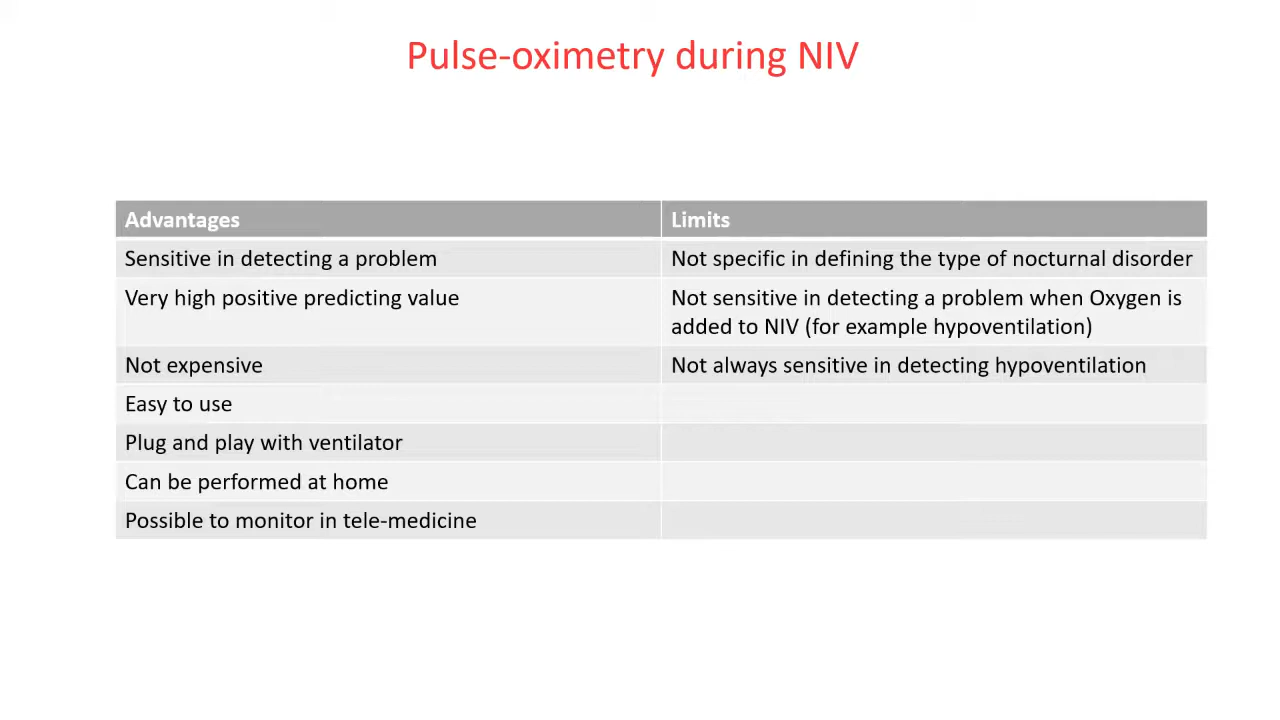 Pulse-oximetry during NIV
Advantages
Limits
Sensitive in detecting a problem
Not specific in defining the type of nocturnal disorder
Very high positive predicting value
Not sensitive in detecting a problem when Oxygen is
added to NIV (for example hypoventilation)
Not expensive
Not always sensitive in detecting hypoventilation
Easy to use
Plug and play with ventilator
Can be performed at home
Possible to monitor in tele-medicine